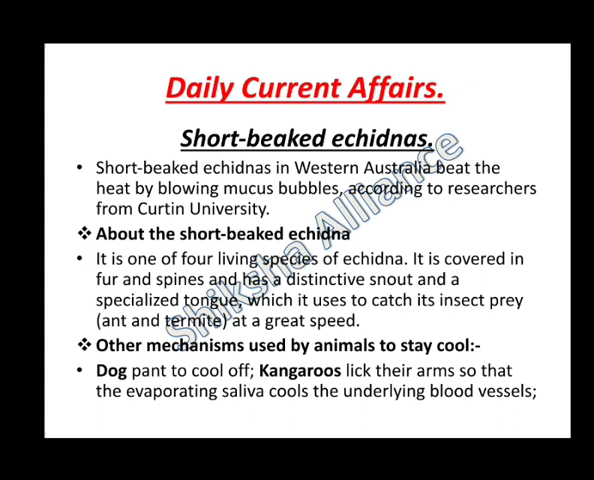 Daily Current Affairs.
Short-beaked echidnas.
• Short-beaked echidnas in Western Australia beat the
heat by blowing mucus bubbles, according to researchers
from Curtin University.
❖ About the short-beaked echidna
• It is one of four living species of echidna. It is covered in
fur and spines and has a distinctive snout and a
specialized tongue, which it uses to catch its insect prey
(ant and termite) at a great speed.
❖ Other mechanisms used by animals to stay cool:-
• Dog pant to cool off; Kangaroos lick their arms so that
the evaporating saliva cools the underlying blood vessels;
Shiksha Alliance